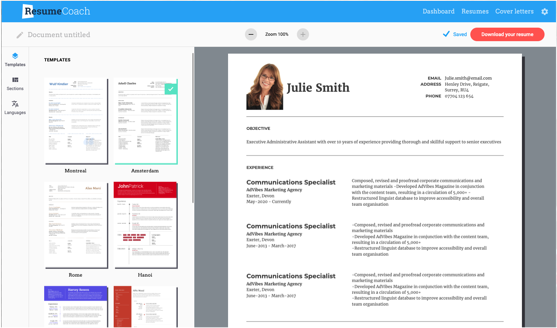 ResumeCoach
Dashboard Resumes Cover letters
Document untitled
Zoom 100%
Saved
Download your resume
Templates
Sections
Languages
TEMPLATES
Montreal
Amsterdam
Rome
JohnPatrick
Hanoi
Julie Smith
EMAIL Julie.smith@email.com
ADDRESS Henley Drive, Reigate,
Surrey, 8U4
PHONE 07704 123 654
OBJECTIVE
Executive Administrative Assistant with over 10 years of experience providing thorough and skillful support to senior executives
EXPERIENCE
Communications Specialist
AdVibes Marketing Agency
Exeter, Devon
May-2020 - Currently
Composed, revised and proofread corporate communications and
marketing materials -Developed AdVibes Magazine in conjunction
with the content team, resulting in a circulation of 5,000+ -
Restructured linguist database to improve accessibility and overall
team organisation
Communications Specialist
AdVibes Marketing Agency
Exeter, Devon
June-2013 - March-2017
-Composed, revised and proofread corporate communications and
marketing materials
-Developed AdVibes Magazine in conjunction with the content team,
resulting in a circulation of 5,000+
-Restructured linguist database to improve accessibility and overall
team organisation
Communications Specialist
AdVibes Marketing Agency
Exeter, Devon
June-2013 - March-2017
-Composed, revised and proofread corporate communications and
marketing materials
-Developed AdVibes Magazine in conjunction with the content team,
resulting in a circulation of 5,000+
-Restructured linguist database to improve accessibility and overall
team organisation